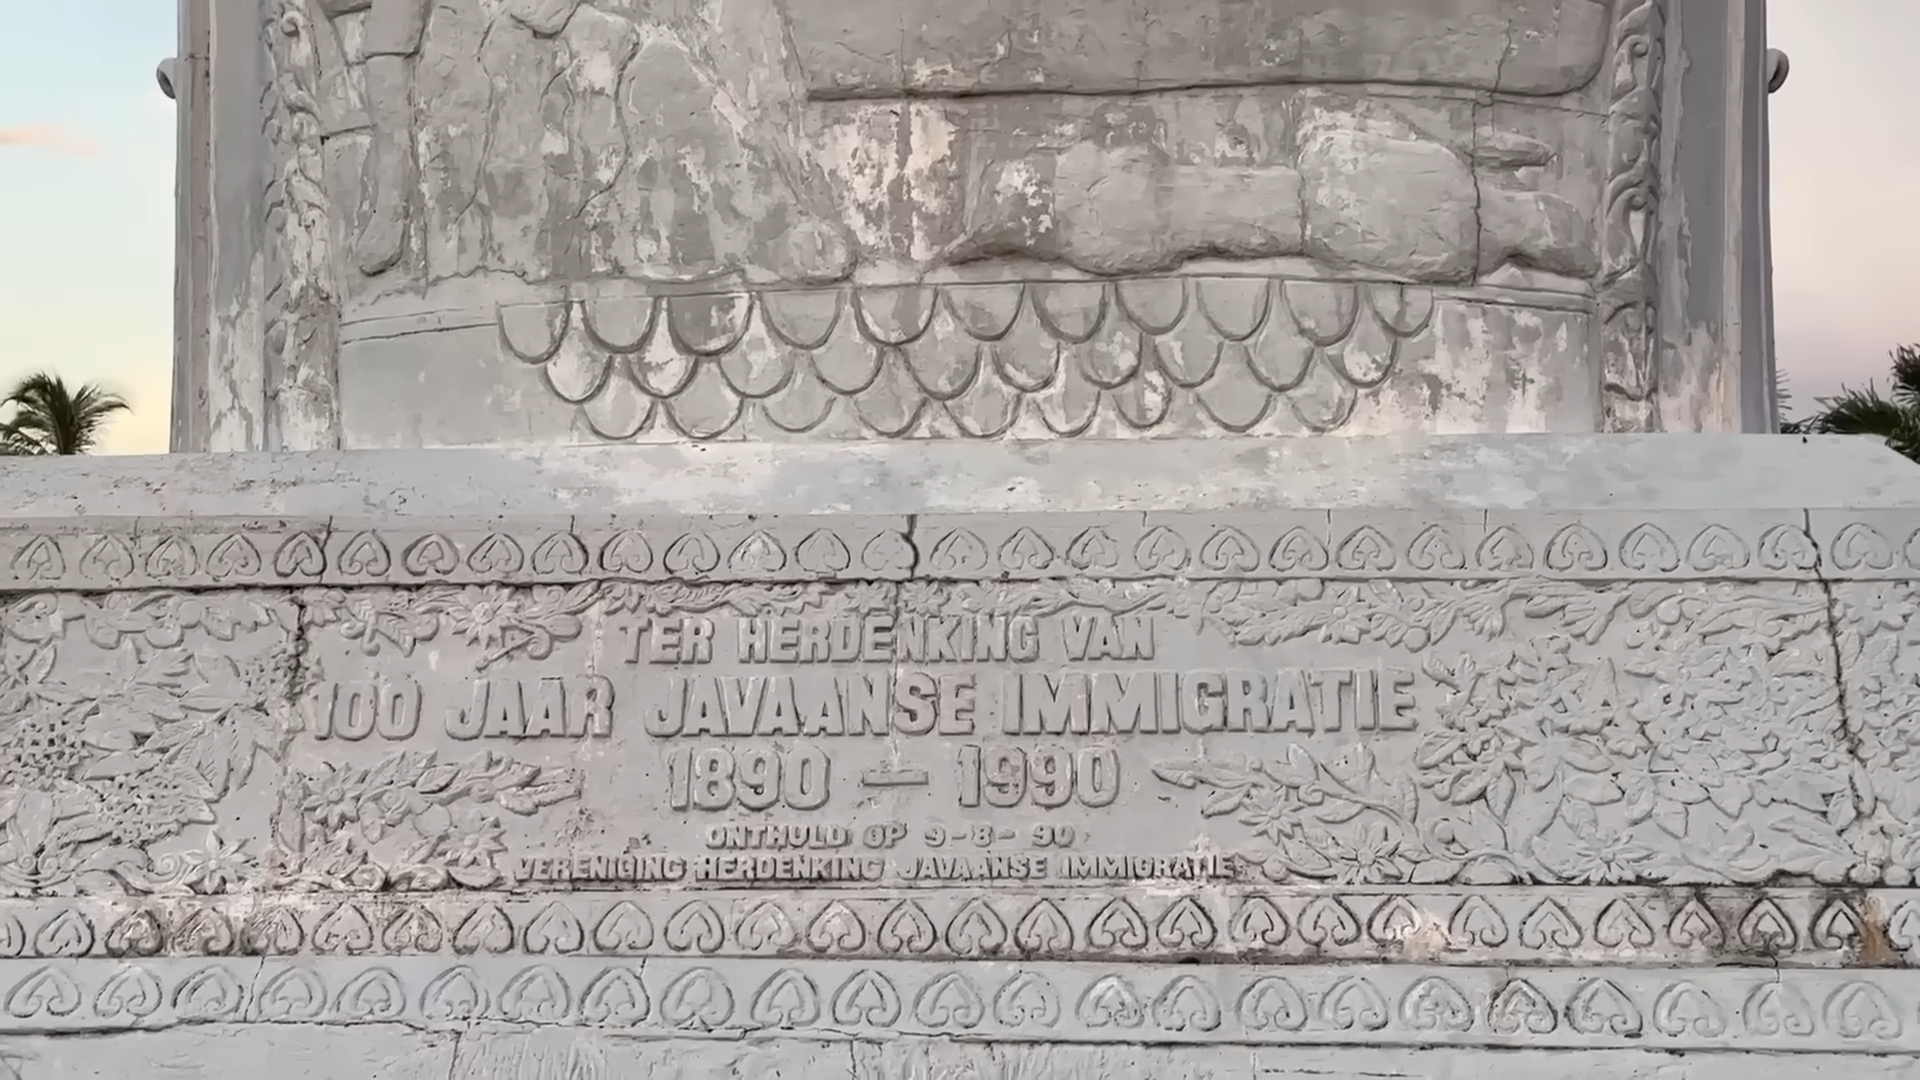 TER HERDENKING VAN
100 JAAR JAVAANSE IMMIGRATIE
1890 — 1990
ONTHULD OP 9-8-90
VERENIGING HERDENKING JAVAANSE IMMIGRATIE